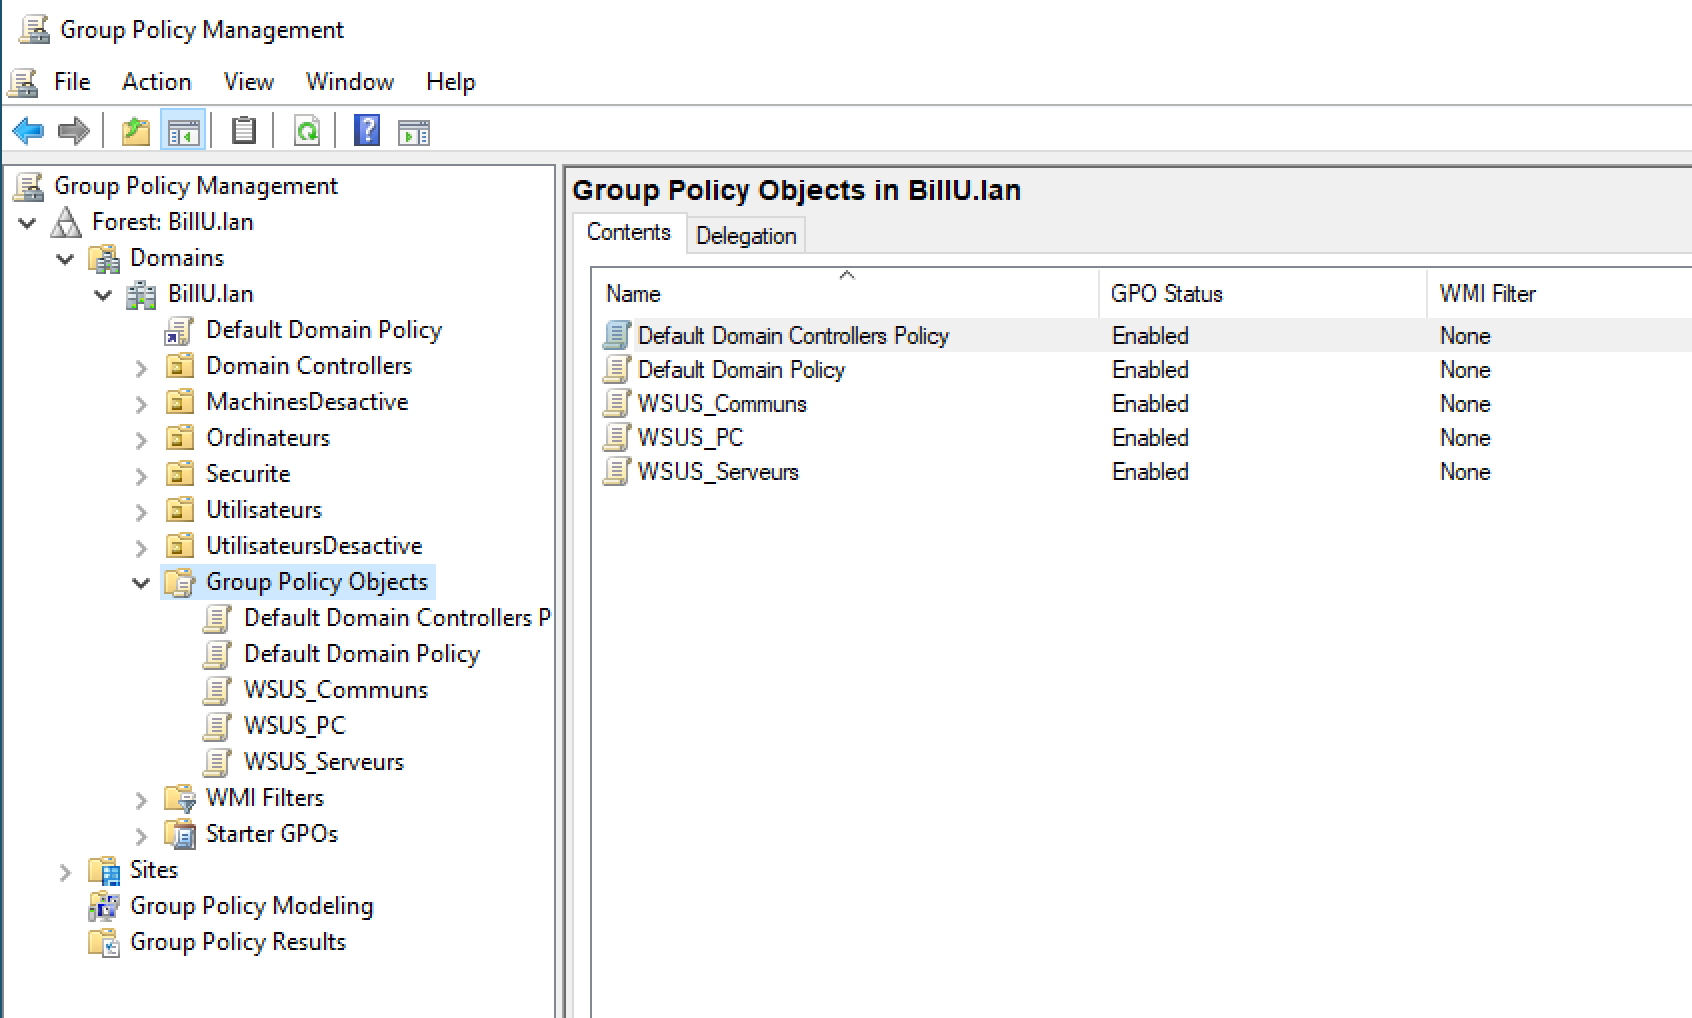 Group Policy Management
File Action View Window Help
Group Policy Management
Forest: BillU.lan
Domains
BillU.lan
Default Domain Policy
Domain Controllers
MachinesDesactive
Ordinateurs
Securite
Utilisateurs
UtilisateursDesactive
Group Policy Objects
Default Domain Controllers P
Default Domain Policy
WSUS_Communs
WSUS_PC
WSUS_Serveurs
WMI Filters
Starter GPOs
Sites
Group Policy Modeling
Group Policy Results
Group Policy Objects in BillU.lan
Contents Delegation
Name GPO Status WMI Filter
Default Domain Controllers Policy Enabled None
Default Domain Policy Enabled None
WSUS_Communs Enabled None
WSUS_PC Enabled None
WSUS_Serveurs Enabled None